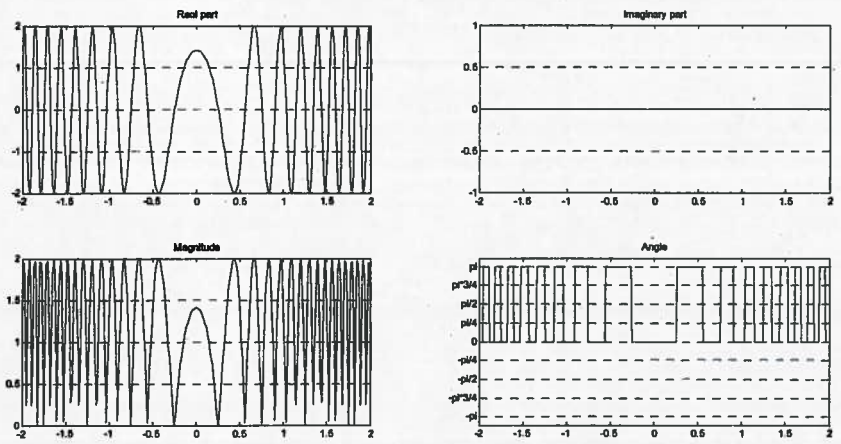 Real part
2
1
0
-1
-2
-2 -1.5 -1 -0.5 0 0.5 1 1.5 2
Imaginary part
1
0.5
0
-0.5
-1
-2 -1.5 -1 -0.5 0 0.5 1 1.5 2
Magnitude
2
1.5
1
0.5
0
-2 -1.5 -1 -0.5 0 0.5 1 1.5 2
Angle
pi
pi*3/4
pi/2
pi/4
0
-pi/4
-pi/2
-pi*3/4
-pi
-2 -1.5 -1 -0.5 0 0.5 1 1.5 2